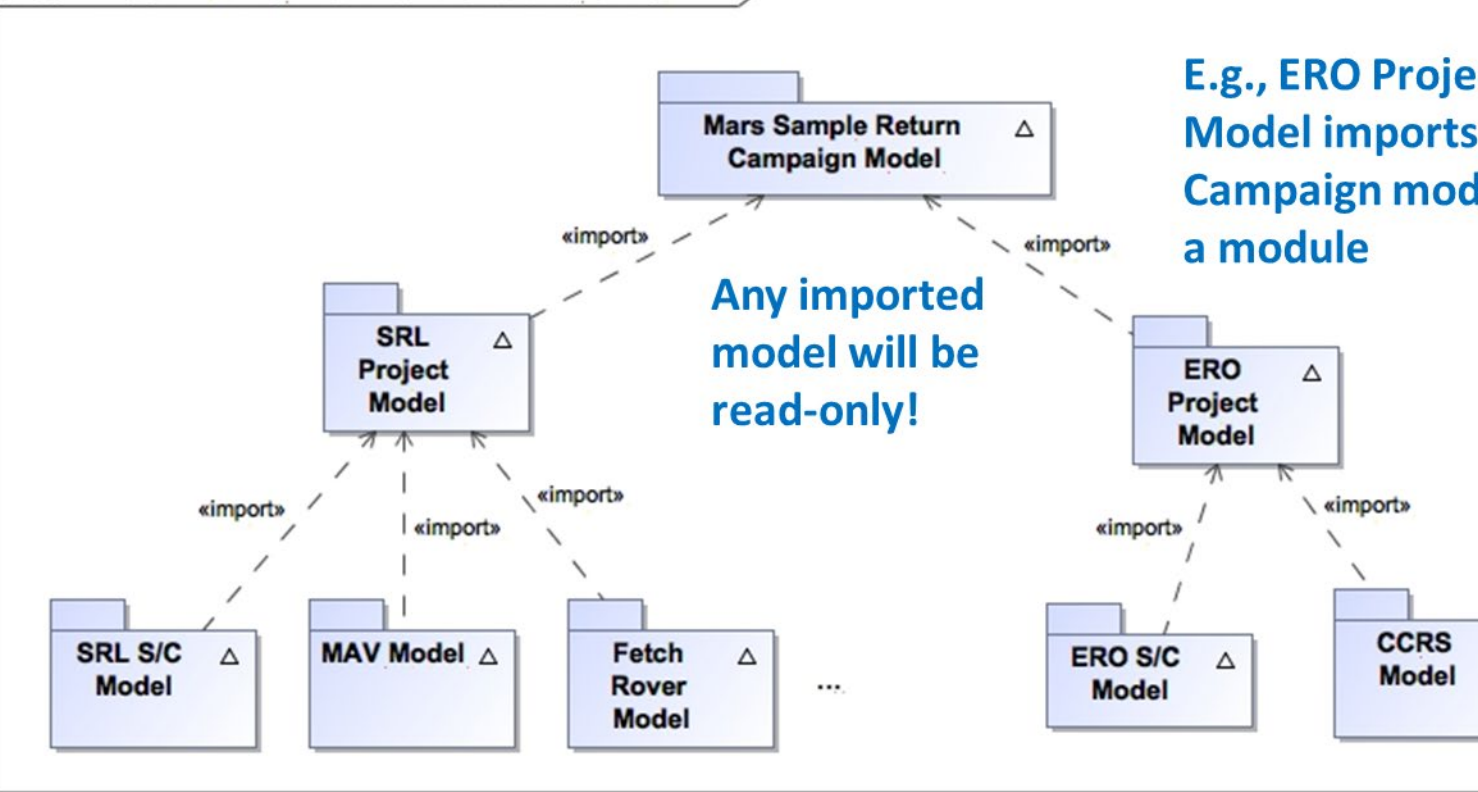 Mars Sample Return
Campaign Model
E.g., ERO Proje
Model imports
Campaign mod
a module
«import»
«import»
Any imported
model will be
read-only!
SRL
Project
Model
ERO
Project
Model
«import»
«import»
«import»
«import»
«import»
SRL S/C
Model
MAV Model
Fetch
Rover
Model
...
ERO S/C
Model
CCRS
Model